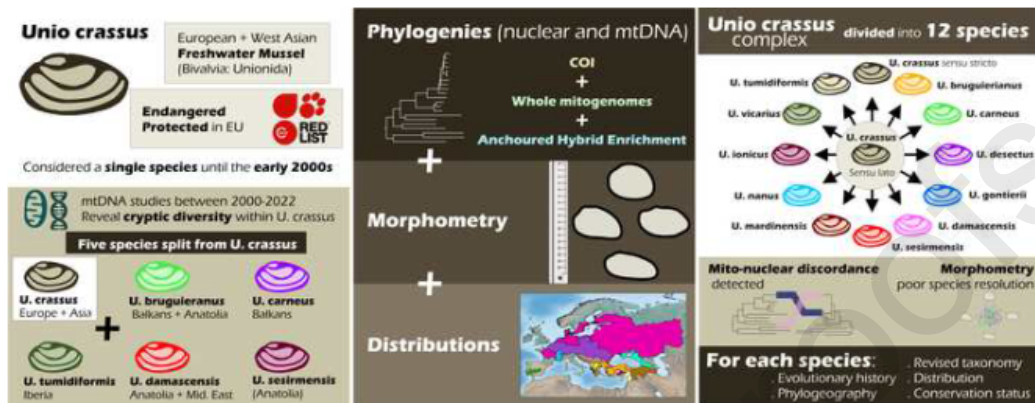 Unio crassus
European + West Asian
Freshwater Mussel
(Bivalvia: Unionida)
Endangered
Protected in EU
RED
LIST
Considered a single species until the early 2000s
mtDNA studies between 2000-2022
Reveal cryptic diversity within U. crassus
Five species split from U. crassus
U. crassus
Europe + Asia
U. bruguieranus
Balkans + Anatolia
U. carneus
Balkans
+
U. tumidiformis
Iberia
U. damascensis
Anatolia + Mid. East
U. sesirmensis
(Anatolia)
Phylogenies (nuclear and mtDNA)
COI
+
Whole mitogenomes
+
Anchoured Hybrid Enrichment
+
Morphometry
+
Distributions
Unio crassus
complex
divided into 12 species
U. crassus sensu stricto
U. tumidiformis
U. bruguierianus
U. vicarius
U. carneus
U. crassus
Sensu lato
U. ionicus
U. desectus
U. nanus
U. gontierii
U. mardinensis
U. damascensis
U. sesirmensis
Mito-nuclear discordance
detected
Morphometry
poor species resolution
For each species:
. Evolutionary history
. Phylogeography
. Revised taxonomy
. Distribution
. Conservation status